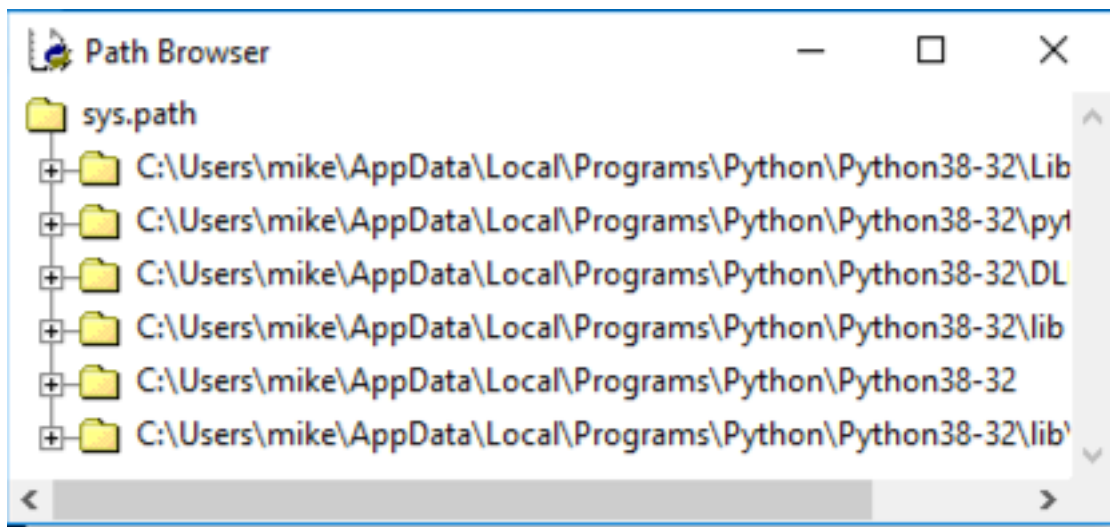 Path Browser
sys.path
C:\Users\mike\AppData\Local\Programs\Python\Python38-32\Lib
C:\Users\mike\AppData\Local\Programs\Python\Python38-32\pyt
C:\Users\mike\AppData\Local\Programs\Python\Python38-32\DL
C:\Users\mike\AppData\Local\Programs\Python\Python38-32\lib
C:\Users\mike\AppData\Local\Programs\Python\Python38-32
C:\Users\mike\AppData\Local\Programs\Python\Python38-32\lib\